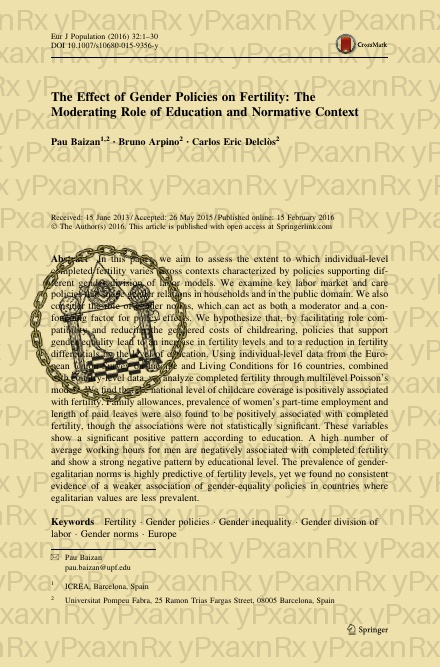 Eur J Population (2016) 32:1–30
DOI 10.1007/s10680-015-9356-y
CrossMark
The Effect of Gender Policies on Fertility: The
Moderating Role of Education and Normative Context
Pau Baizan1,2 · Bruno Arpino2 · Carlos Eric Delclòs2
Received: 15 June 2013 / Accepted: 26 May 2015 / Published online: 15 February 2016
© The Author(s) 2016. This article is published with open access at Springerlink.com
Abstract In this paper, we aim to assess the extent to which individual-level
completed fertility varies across contexts characterized by policies supporting dif-
ferent gender division of labor models. We examine key labor market and care
policies that shape gender relations in households and in the public domain. We also
consider the role of gender norms, which can act as both a moderator and a con-
founding factor for policy effects. We hypothesize that, by facilitating role com-
patibility and reducing the gendered costs of childrearing, policies that support
gender equality lead to an increase in fertility levels and to a reduction in fertility
differentials by the level of education. Using individual-level data from the Euro-
pean of Income and Living Conditions for 16 countries, combined
with country-level data, we analyze completed fertility through multilevel Poisson's
models. We find that the national level of childcare coverage is positively associated
with fertility. Family allowances, prevalence of women's part-time employment and
length of paid leaves were also found to be positively associated with completed
fertility, though the associations were not statistically significant. These variables
show a significant positive pattern according to education. A high number of
average working hours for men are negatively associated with completed fertility
and show a strong negative pattern by educational level. The prevalence of gender-
egalitarian norms is highly predictive of fertility levels, yet we found no consistent
evidence of a weaker association of gender-equality policies in countries where
egalitarian values are less prevalent.
Keywords Fertility · Gender policies · Gender inequality · Gender division of
labor · Gender norms · Europe
Pau Baizan
pau.baizan@upf.edu
1 ICREA, Barcelona, Spain
2 Universitat Pompeu Fabra, 25 Ramon Trias Fargas Street, 08005 Barcelona, Spain
Springer